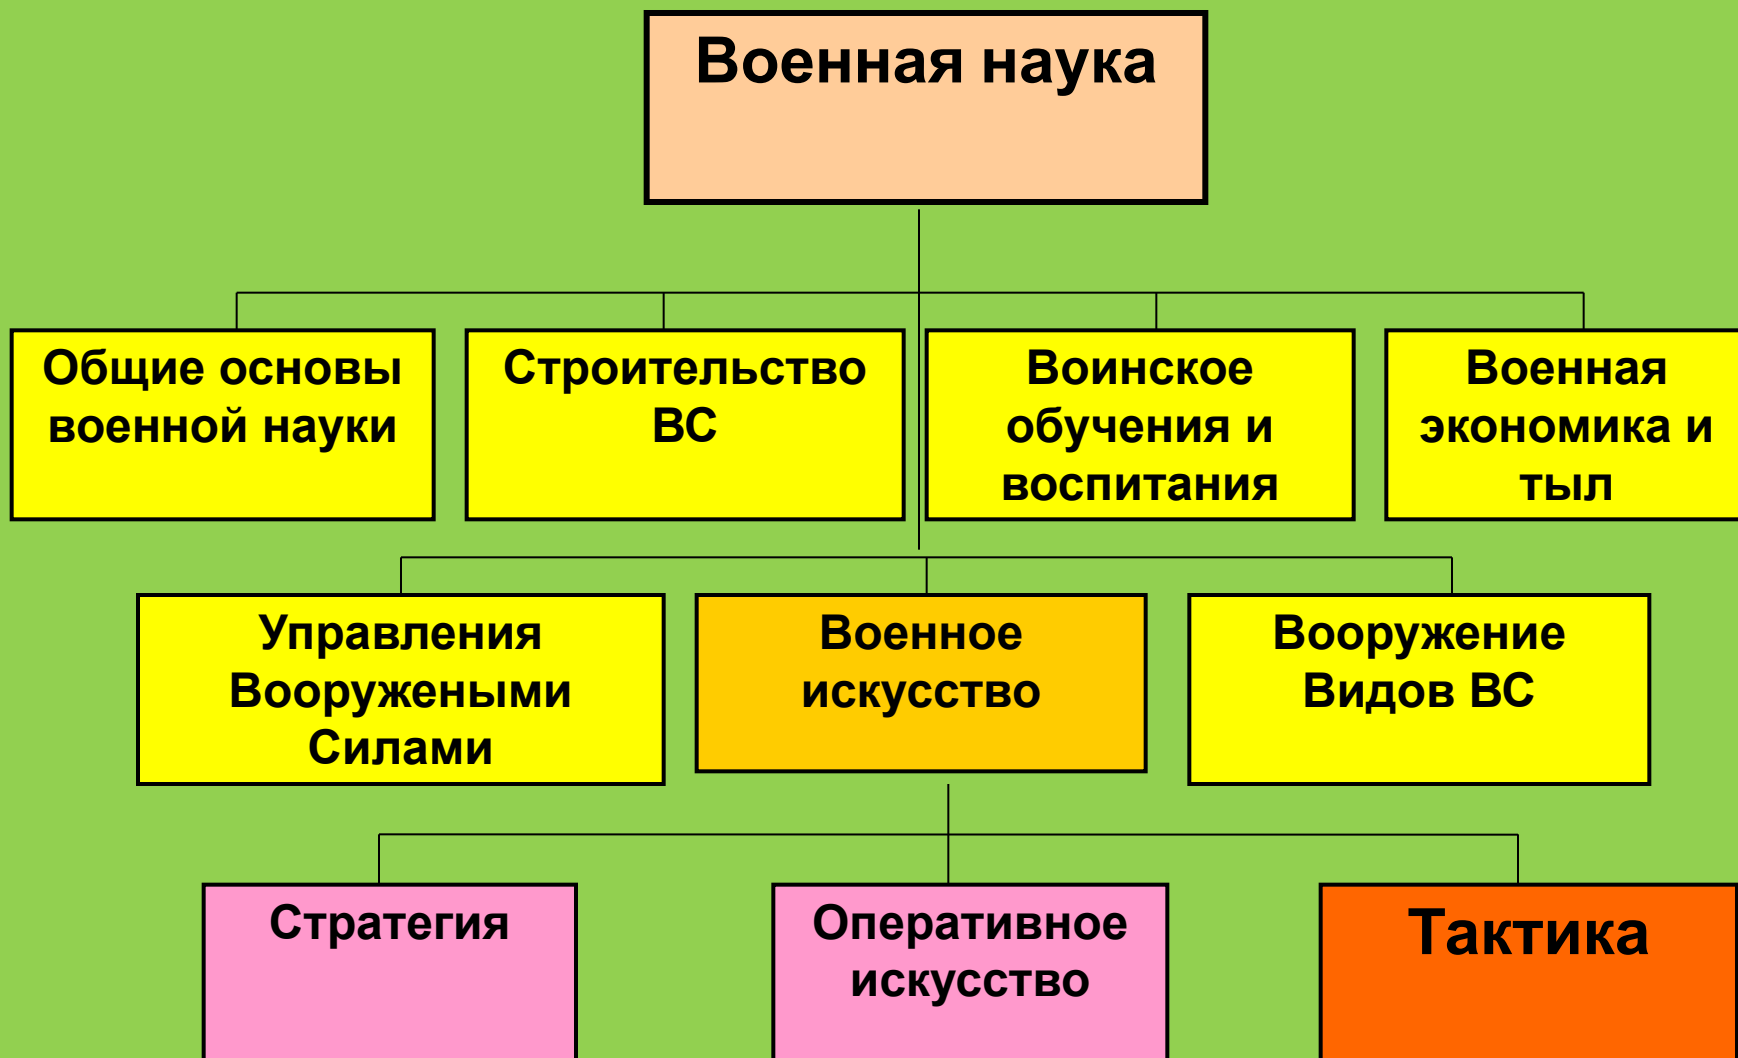 Военная наука
Общие основы
военной науки
Строительство
ВС
Воинское
обучения и
воспитания
Военная
экономика и
тыл
Управления
Вооружеными
Силами
Военное
искусство
Вооружение
Видов ВС
Стратегия
Оперативное
искусство
Тактика